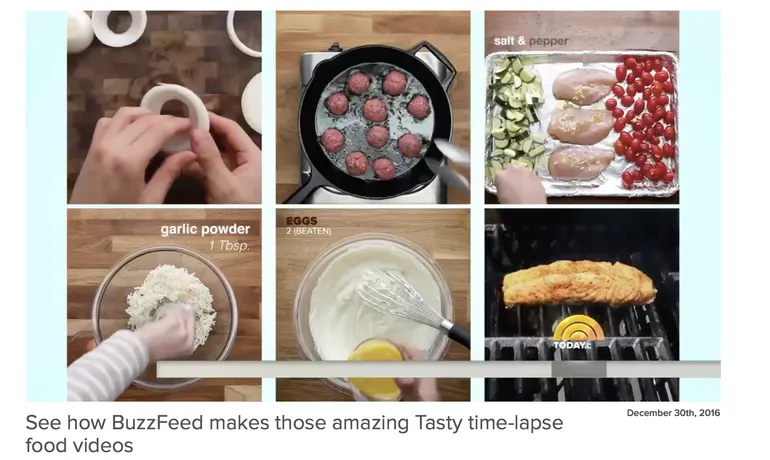 salt & pepper
garlic powder
1 Tbsp.
EGGS
2 (BEATEN)
TODAY.c
See how BuzzFeed makes those amazing Tasty time-lapse
food videos
December 30th, 2016